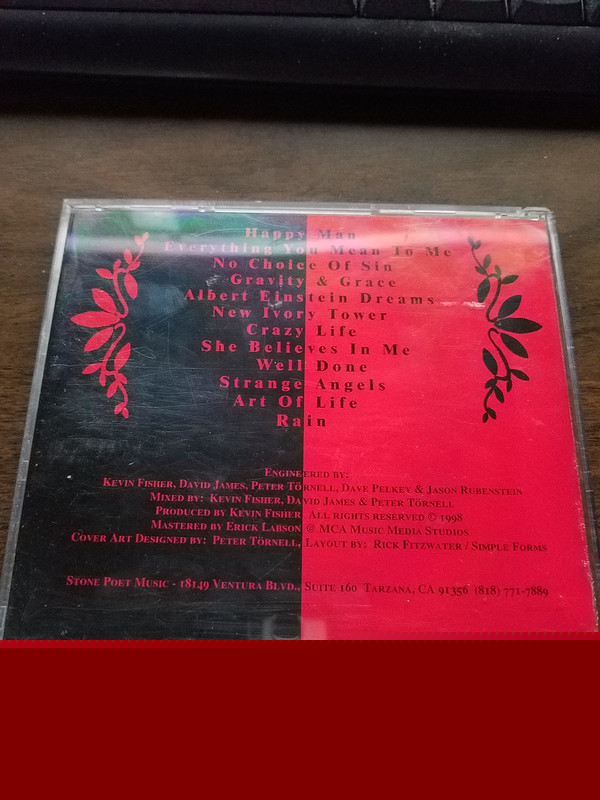 Happy Man
Everything You Mean To Me
No Choice Of Sin
Gravity & Grace
Albert Einstein Dreams
New Ivory Tower
Crazy Life
She Believes In Me
Well Done
Strange Angels
Art Of Life
Rain
Engineered by:
Kevin Fisher, David James, Peter Törnell, Dave Pelkey & Jason Rubenstein
Mixed by: Kevin Fisher, David James & Peter Törnell
Produced by Kevin Fisher All rights reserved © 1998
Mastered by Erick Labson @ MCA Music Media Studios
Cover Art Designed by: Peter Törnell, Layout by: Rick Fitzwater / Simple Forms
Stone Poet Music - 18149 Ventura Blvd., Suite 160 Tarzana, CA 91356 (818) 771-7889